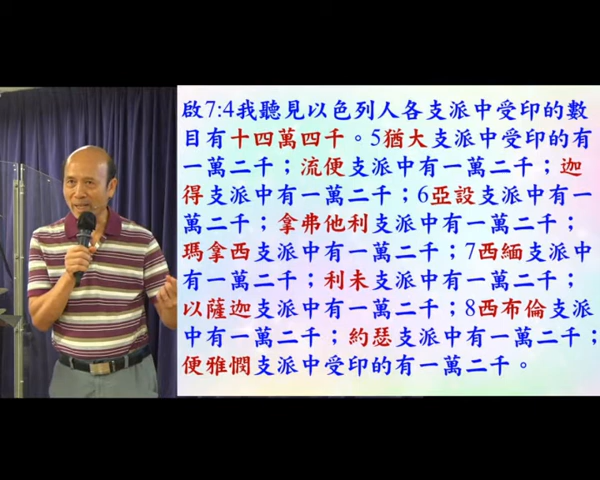 啟7:4我聽見以色列人各支派中受印的數
目有十四萬四千。5猶大支派中受印的有
一萬二千；流便支派中有一萬二千；迦
得支派中有一萬二千；6亞設支派中有一
萬二千；拿弗他利支派中有一萬二千；
瑪拿西支派中有一萬二千；7西緬支派中
有一萬二千；利未支派中有一萬二千；
以薩迦支派中有一萬二千；8西布倫支派
中有一萬二千；約瑟支派中有一萬二千；
便雅憫支派中受印的有一萬二千。